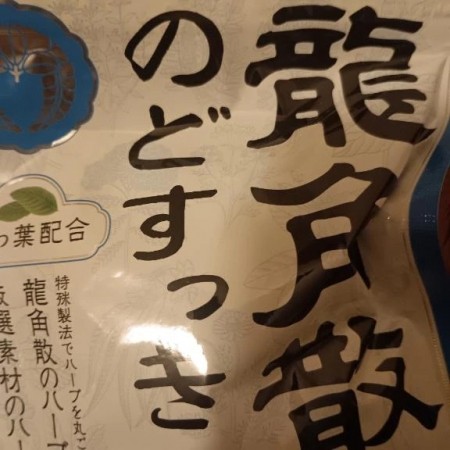 龍角散
のどすっき
っ葉配合
特殊製法でハーブを丸ご
龍角散のハーブ
厳選素材のハー